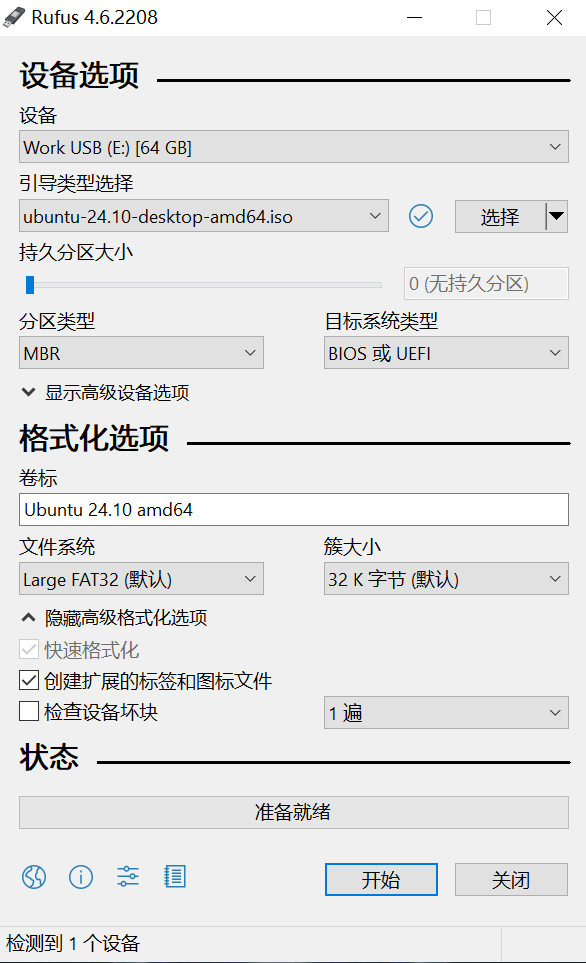 Rufus 4.6.2208
设备选项
设备
Work USB (E:) [64 GB]
引导类型选择
ubuntu-24.10-desktop-amd64.iso 选择
持久分区大小
0 (无持久分区)
分区类型 目标系统类型
MBR BIOS 或 UEFI
显示高级设备选项
格式化选项
卷标
Ubuntu 24.10 amd64
文件系统 簇大小
Large FAT32 (默认) 32 K 字节 (默认)
隐藏高级格式化选项
快速格式化
创建扩展的标签和图标文件
检查设备坏块 1 遍
状态
准备就绪
开始 关闭
检测到 1 个设备